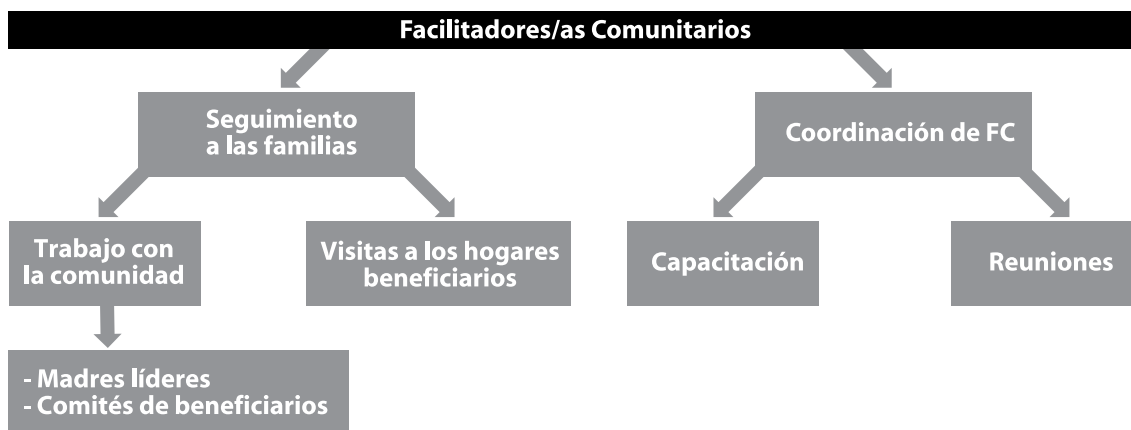 Facilitadores/as Comunitarios
Seguimiento
a las familias
Coordinación de FC
Trabajo con
la comunidad
Visitas a los hogares
beneficiarios
Capacitación
Reuniones
- Madres líderes
- Comités de beneficiarios